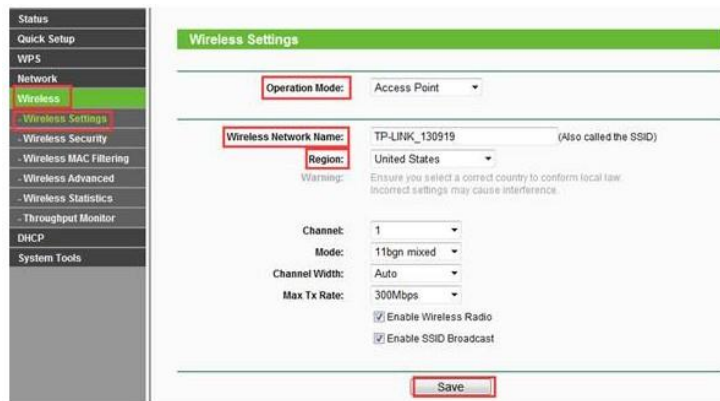 Status
Quick Setup
WPS
Network
Wireless
- Wireless Settings
- Wireless Security
- Wireless MAC Filtering
- Wireless Advanced
- Wireless Statistics
- Throughput Monitor
DHCP
System Tools
Wireless Settings
Operation Mode: Access Point
Wireless Network Name: TP-LINK_130919 (Also called the SSID)
Region: United States
Warning: Ensure you select a correct country to conform local law.
Incorrect settings may cause interference.
Channel: 1
Mode: 11bgn mixed
Channel Width: Auto
Max Tx Rate: 300Mbps
Enable Wireless Radio
Enable SSID Broadcast
Save